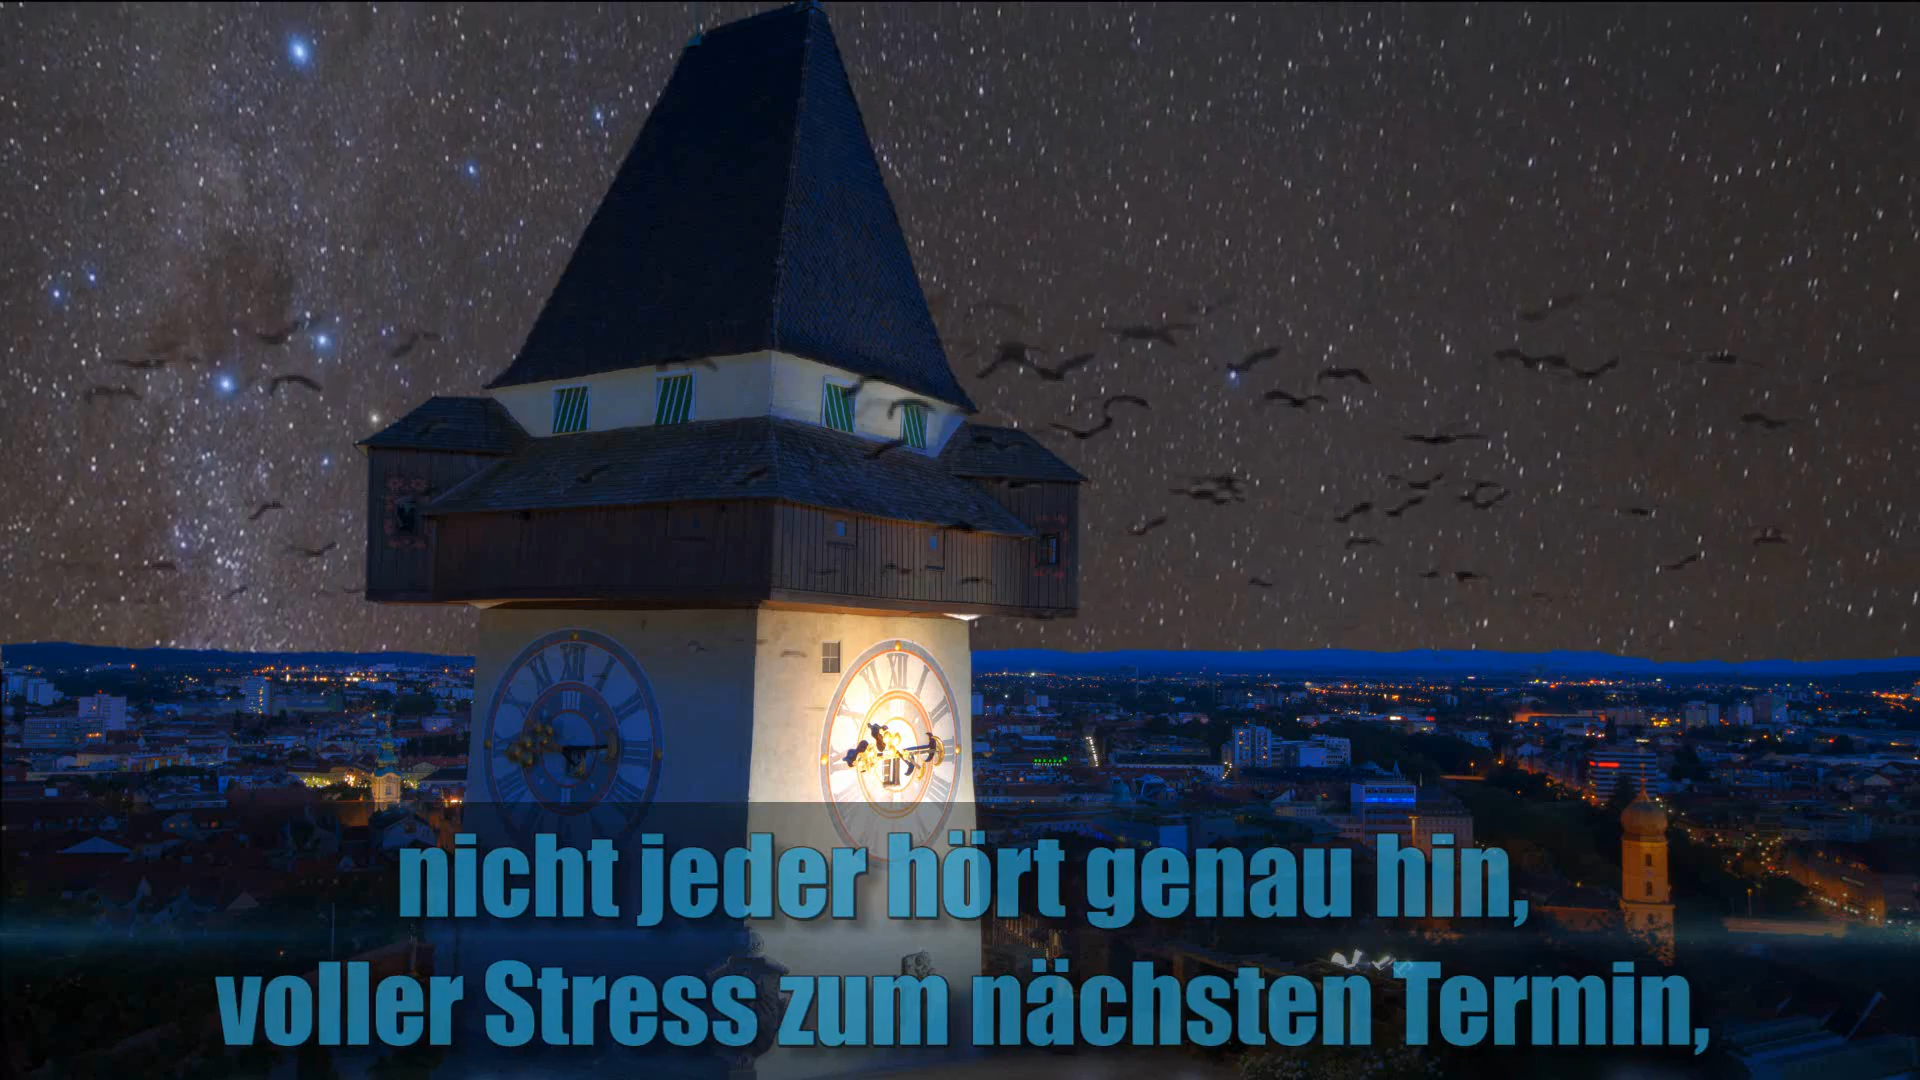 nicht jeder hört genau hin,
voller Stress zum nächsten Termin,